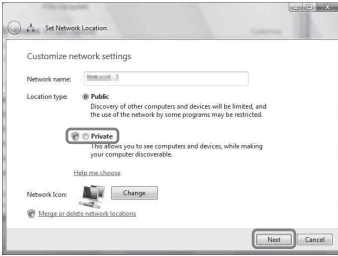 Set Network Location
Customize network settings
Network name:
Location type: Public
Discovery of other computers and devices will be limited, and
the use of the network by some programs may be restricted.
Private
This allows you to see computers and devices, while making
your computer discoverable.
Help me choose
Network Icon: Change
Merge or delete network locations
Next Cancel